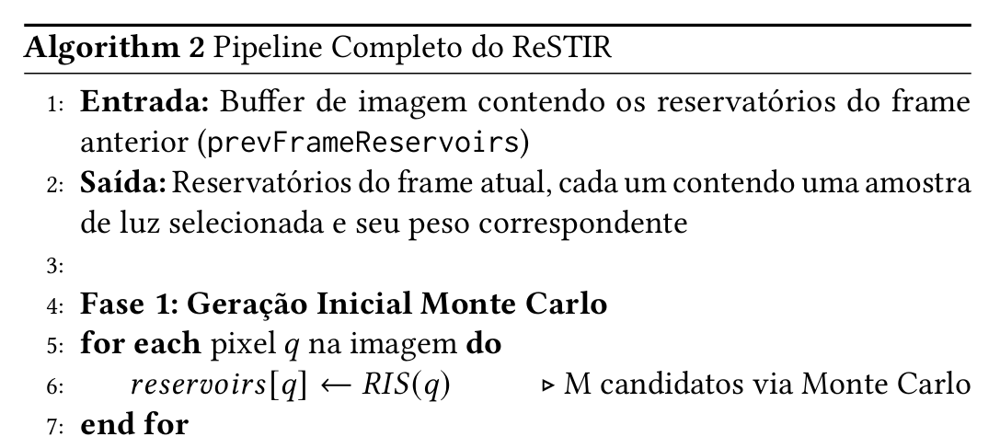 Algorithm 2 Pipeline Completo do ReSTIR
1: Entrada: Buffer de imagem contendo os reservatórios do frame
anterior (prevFrameReservoirs)
2: Saída: Reservatórios do frame atual, cada um contendo uma amostra
de luz selecionada e seu peso correspondente
3:
4: Fase 1: Geração Inicial Monte Carlo
5: for each pixel q na imagem do
6: reservoirs[q] ← RIS(q) ▹ M candidatos via Monte Carlo
7: end for